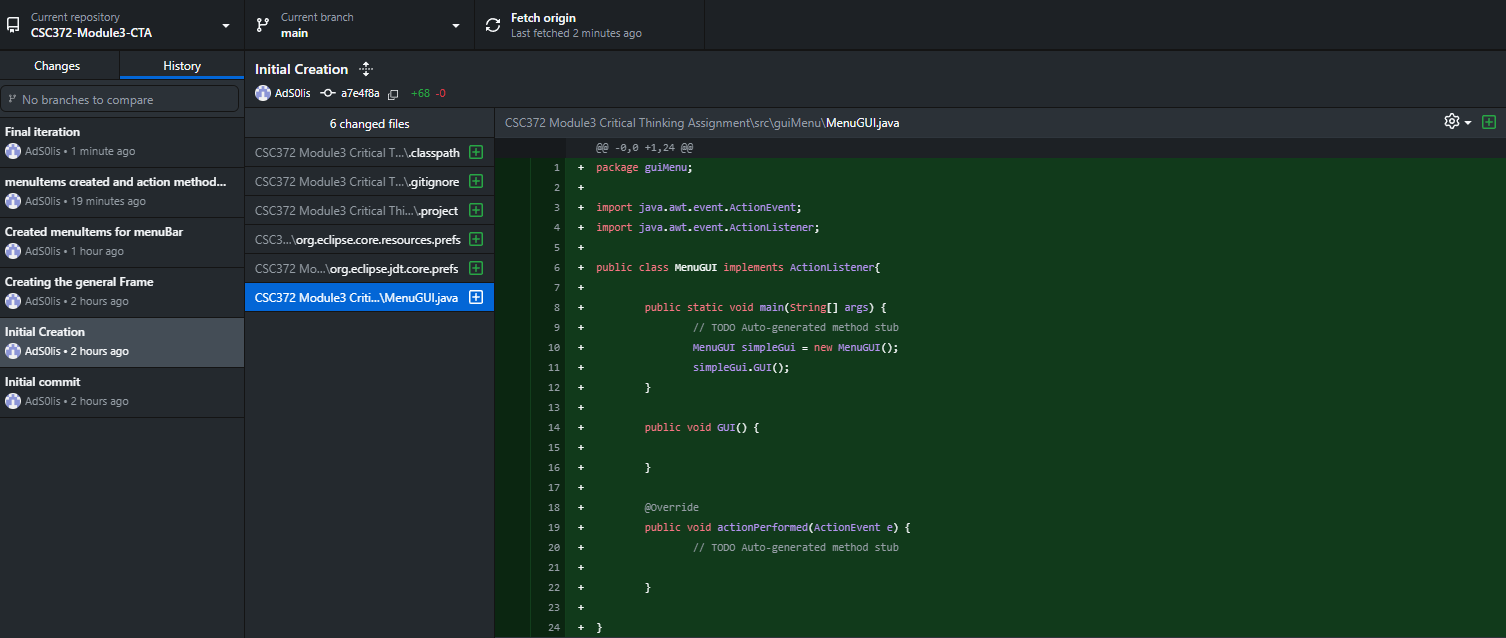 Current repository
CSC372-Module3-CTA
Current branch
main
Fetch origin
Last fetched 2 minutes ago
Changes
History
No branches to compare
Final iteration
AdS0lis • 1 minute ago
menuItems created and action method...
AdS0lis • 19 minutes ago
Created menuItems for menuBar
AdS0lis • 1 hour ago
Creating the general Frame
AdS0lis • 2 hours ago
Initial Creation
AdS0lis • 2 hours ago
Initial commit
AdS0lis • 2 hours ago
Initial Creation
AdS0lis a7e4f8a +68 -0
6 changed files
CSC372 Module3 Critical T...\.classpath
CSC372 Module3 Critical T...\.gitignore
CSC372 Module3 Critical Thi...\.project
CSC3...\org.eclipse.core.resources.prefs
CSC372 Mo...\org.eclipse.jdt.core.prefs
CSC372 Module3 Criti...\MenuGUI.java
CSC372 Module3 Critical Thinking Assignment\src\guiMenu\MenuGUI.java
@@ -0,0 +1,24 @@
1 + package guiMenu;
2 +
3 + import java.awt.event.ActionEvent;
4 + import java.awt.event.ActionListener;
5 +
6 + public class MenuGUI implements ActionListener{
7 +
8 + public static void main(String[] args) {
9 + // TODO Auto-generated method stub
10 + MenuGUI simpleGui = new MenuGUI();
11 + simpleGui.GUI();
12 + }
13 +
14 + public void GUI() {
15 +
16 + }
17 +
18 + @Override
19 + public void actionPerformed(ActionEvent e) {
20 + // TODO Auto-generated method stub
21 +
22 + }
23 +
24 + }